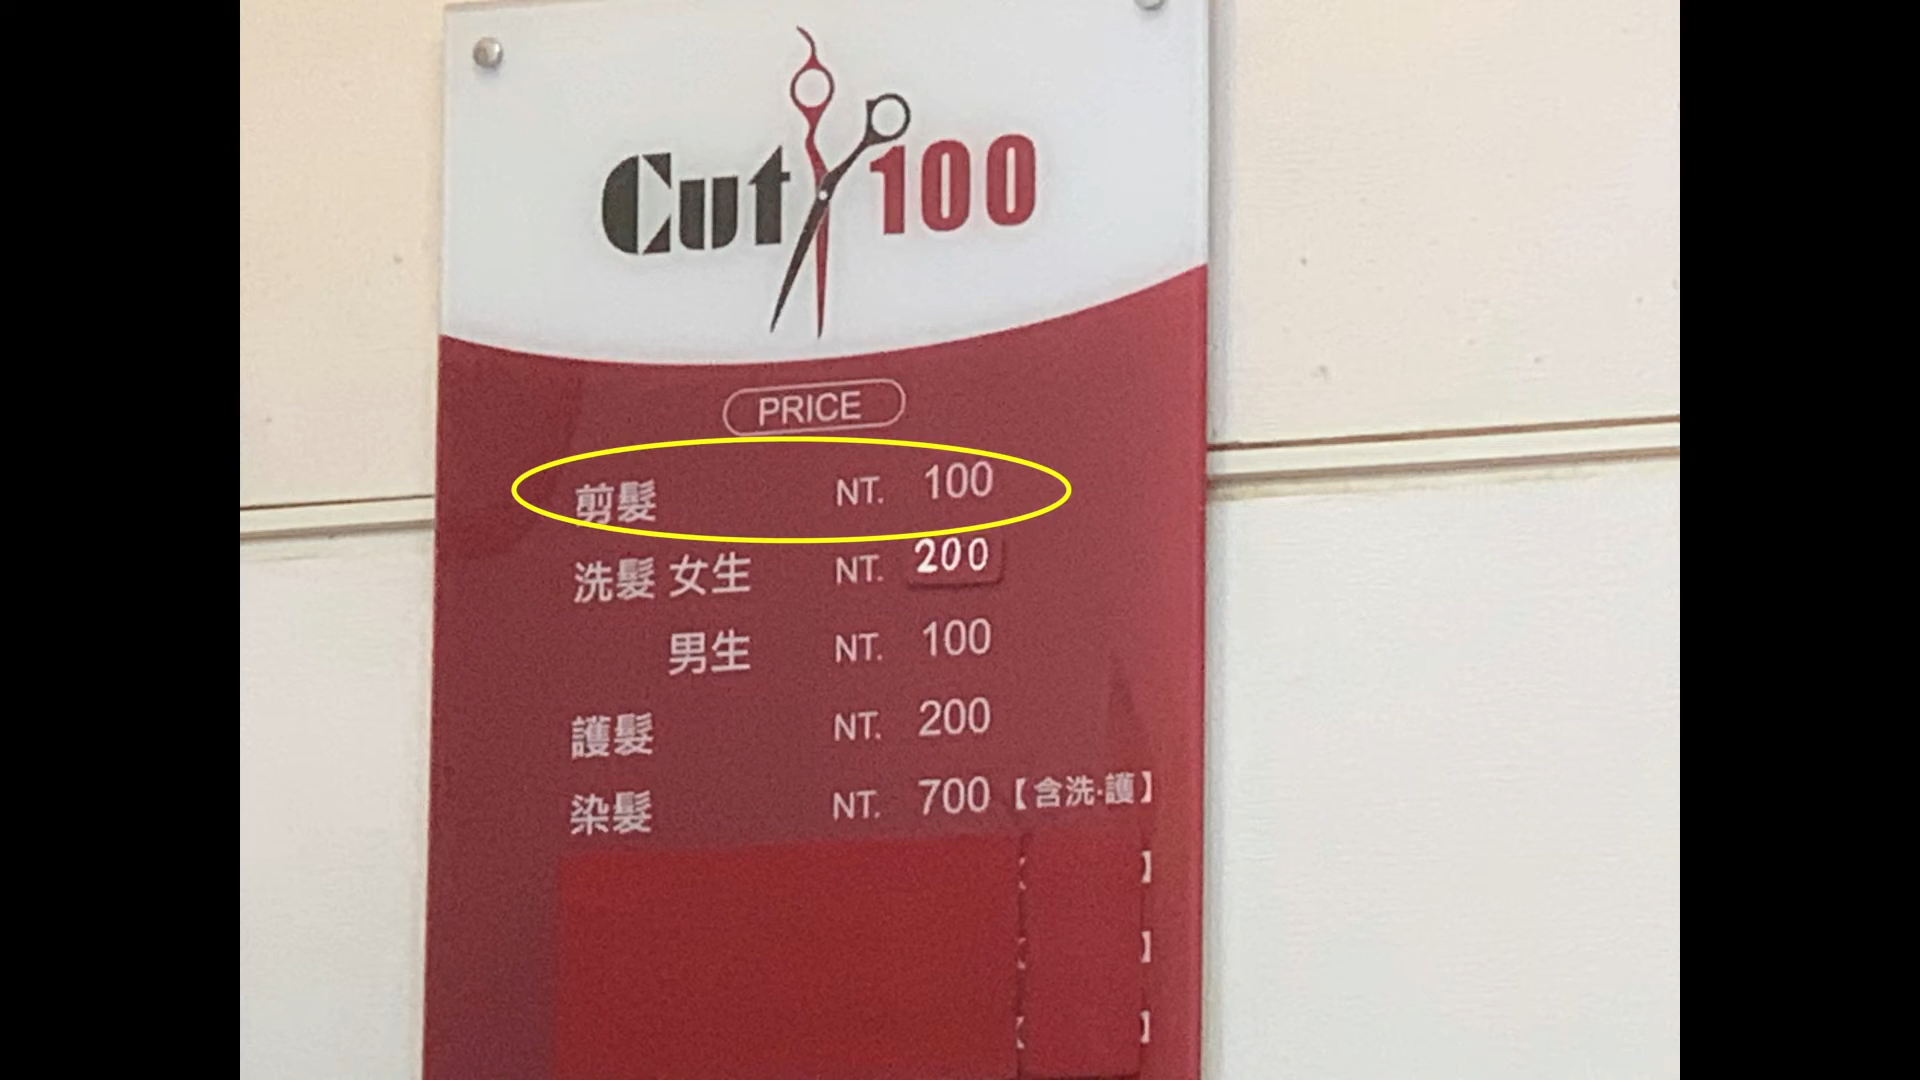 Cut 100
PRICE
剪髮 NT. 100
洗髮 女生 NT. 200
男生 NT. 100
護髮 NT. 200
染髮 NT. 700【含洗·護】
【 】
【 】
【 】